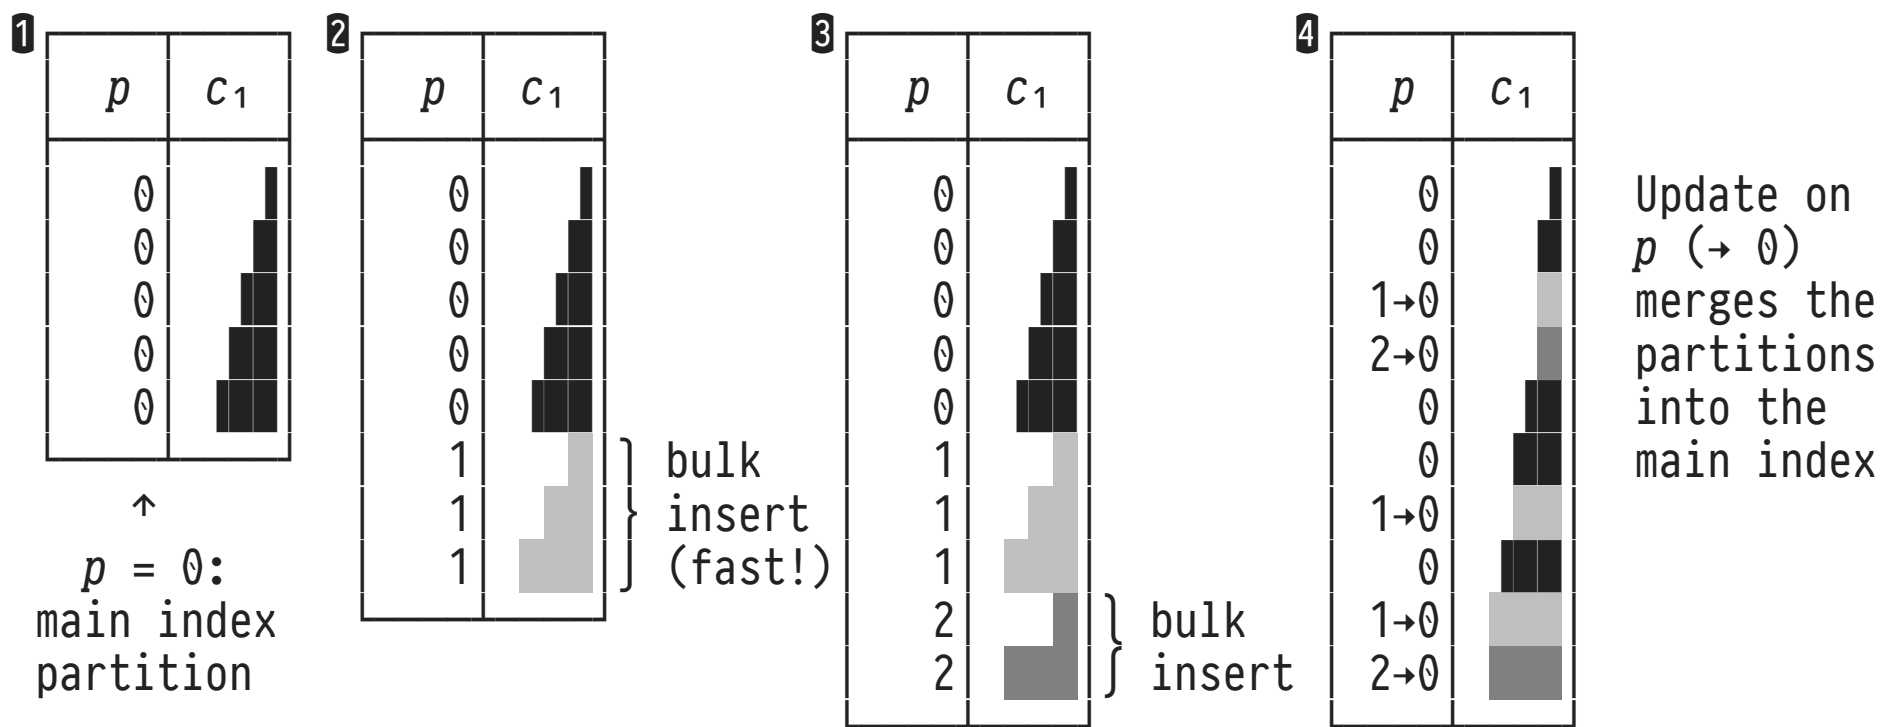 1
p c₁
0
0
0
0
0
↑
p = 0:
main index
partition
2
p c₁
0
0
0
0
0
1
1
1
bulk
insert
(fast!)
3
p c₁
0
0
0
0
0
1
1
1
2
2
bulk
insert
4
p c₁
0
0
1→0
2→0
0
0
1→0
0
1→0
2→0
Update on
p (→ 0)
merges the
partitions
into the
main index